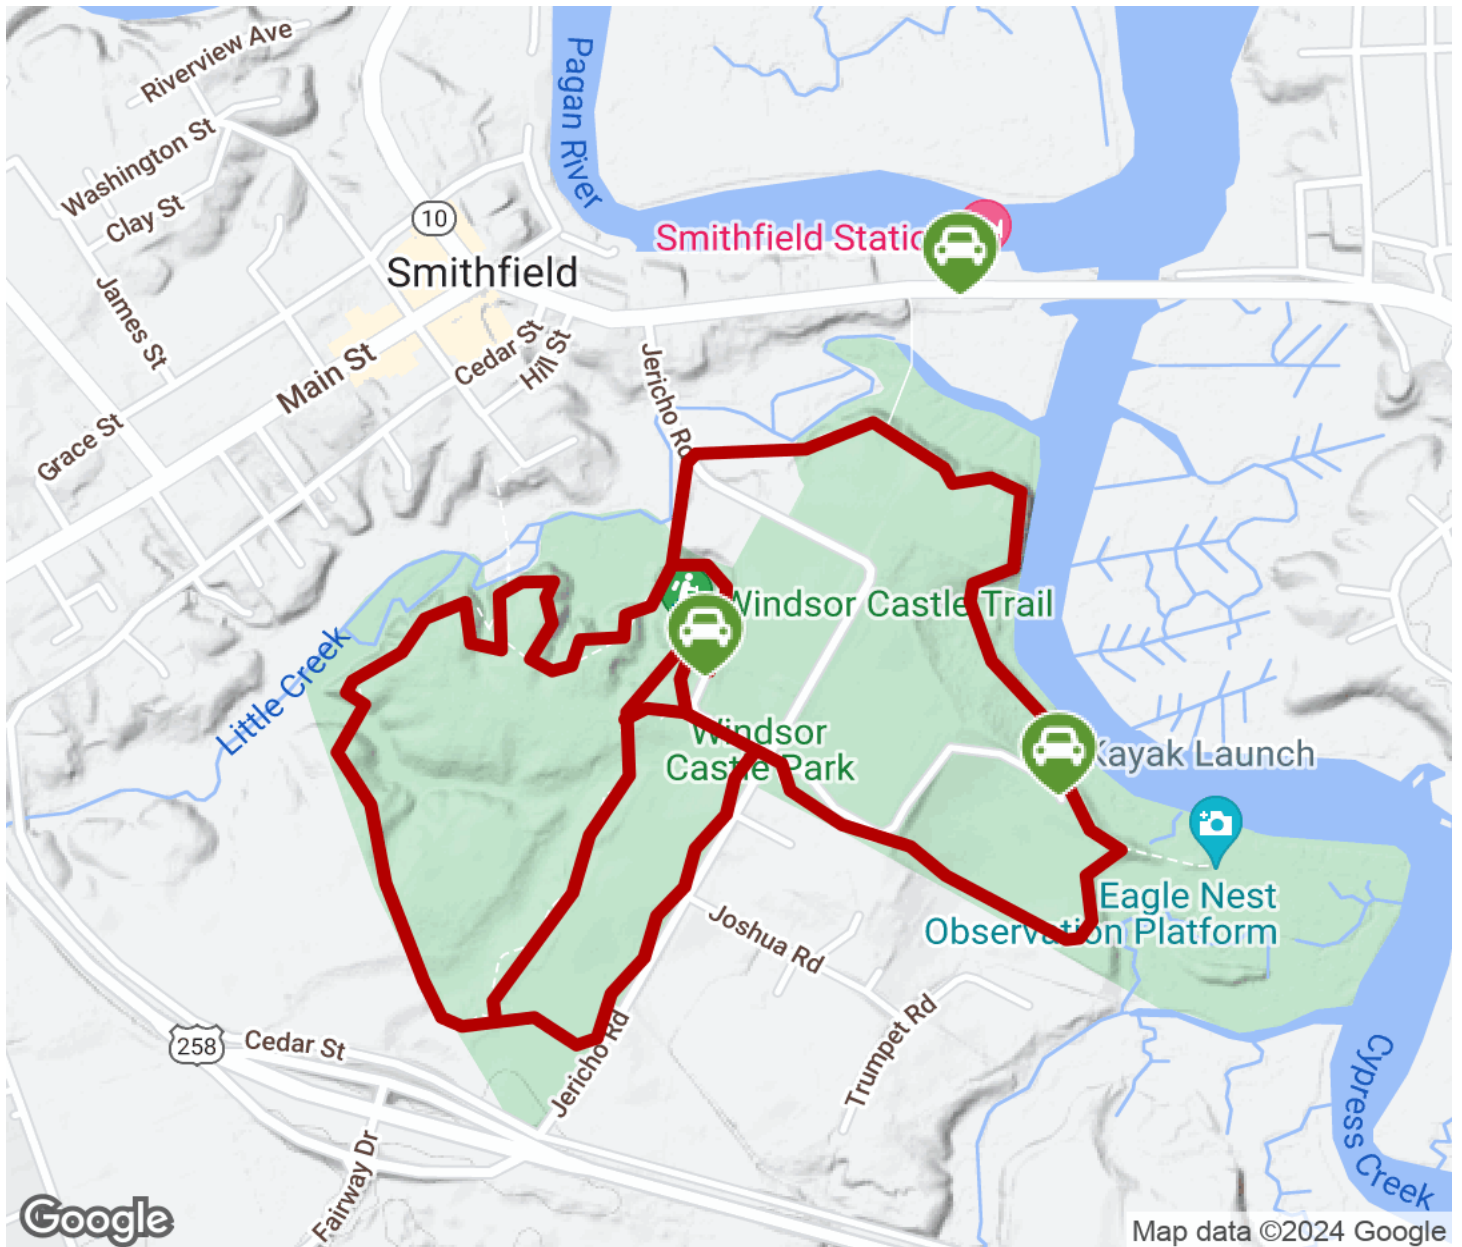 Riverview Ave
Pagan River
Washington St
Clay St
10
Smithfield Static
Smithfield
James St
Cedar St
Hill St
Main St
Jericho Rd
Grace St
Windsor Castle Trail
Little Creek
Windsor
Castle Park
Kayak Launch
Eagle Nest
Observation Platform
Joshua Rd
Trumpet Rd
258
Cedar St
Jericho Rd
Cypress Creek
Fairway Dr
Google
Map data ©2024 Google